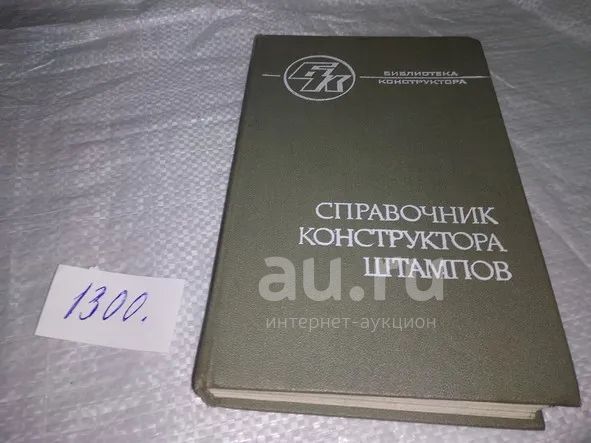 БК
БИБЛИОТЕКА
КОНСТРУКТОРА
СПРАВОЧНИК
КОНСТРУКТОРА
ШТАМПОВ
au.ru
интернет-аукцион
1300.